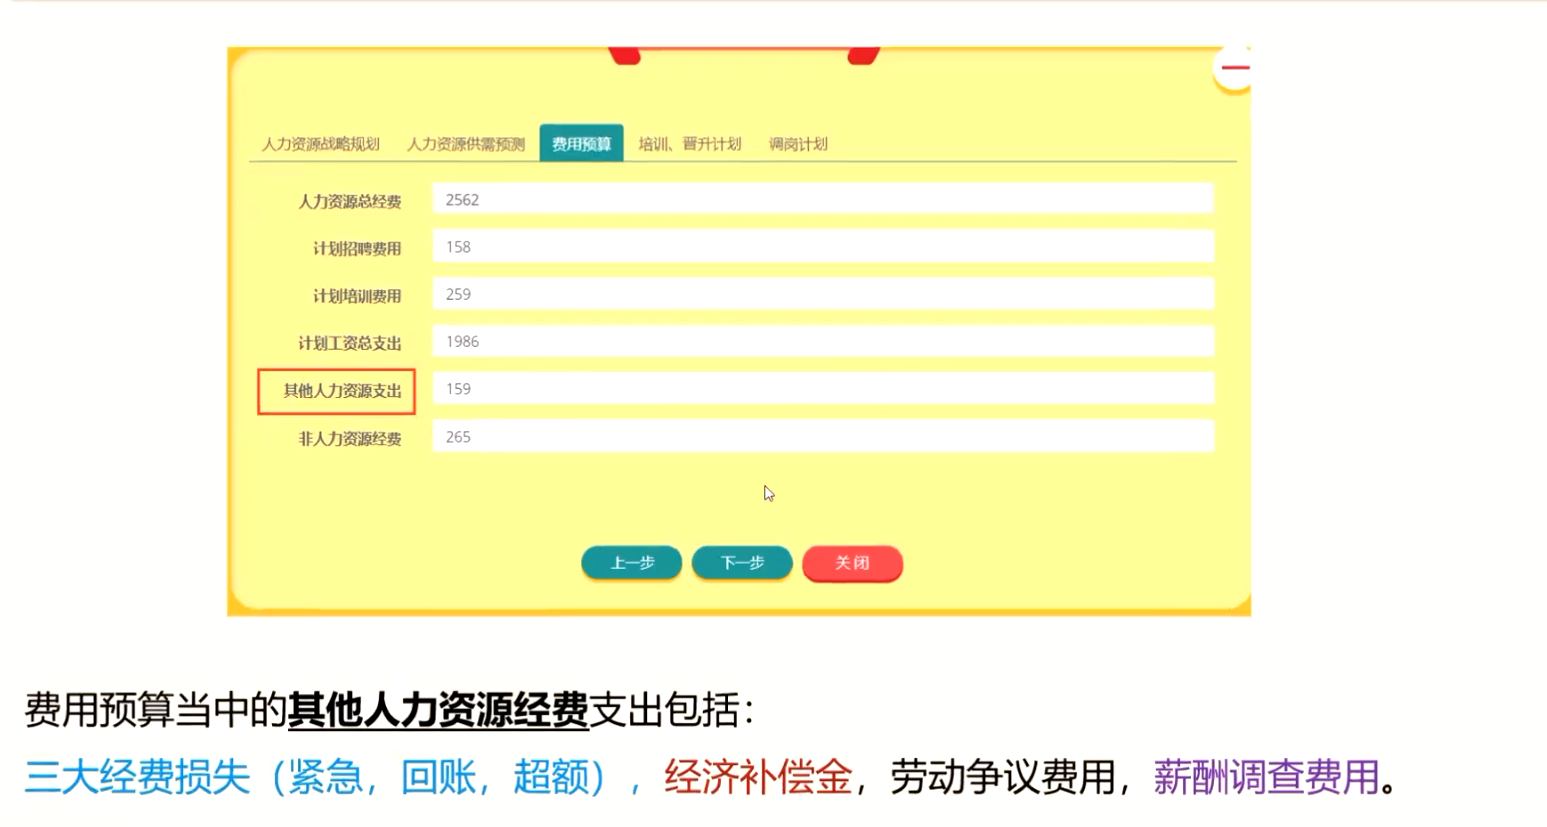 人力资源战略规划 人力资源供需预测 费用预算 培训、晋升计划 调岗计划
人力资源总经费 2562
计划招聘费用 158
计划培训费用 259
计划工资总支出 1986
其他人力资源支出 159
非人力资源经费 265
上一步 下一步 关闭
费用预算当中的其他人力资源经费支出包括：
三大经费损失（紧急，回账，超额），经济补偿金，劳动争议费用，薪酬调查费用。